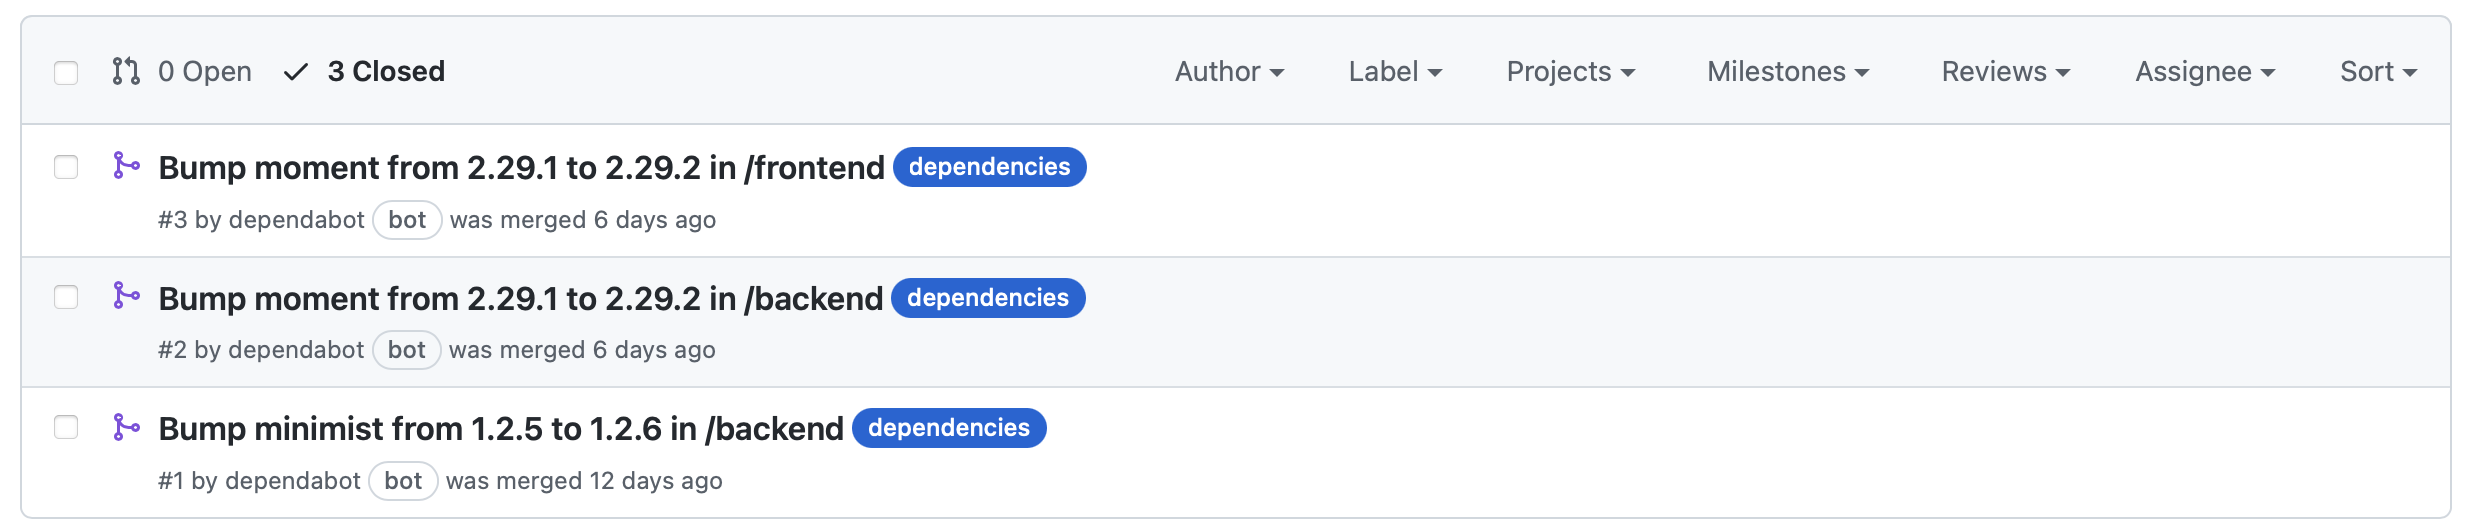 0 Open 3 Closed Author Label Projects Milestones Reviews Assignee Sort
Bump moment from 2.29.1 to 2.29.2 in /frontend dependencies
#3 by dependabot bot was merged 6 days ago
Bump moment from 2.29.1 to 2.29.2 in /backend dependencies
#2 by dependabot bot was merged 6 days ago
Bump minimist from 1.2.5 to 1.2.6 in /backend dependencies
#1 by dependabot bot was merged 12 days ago